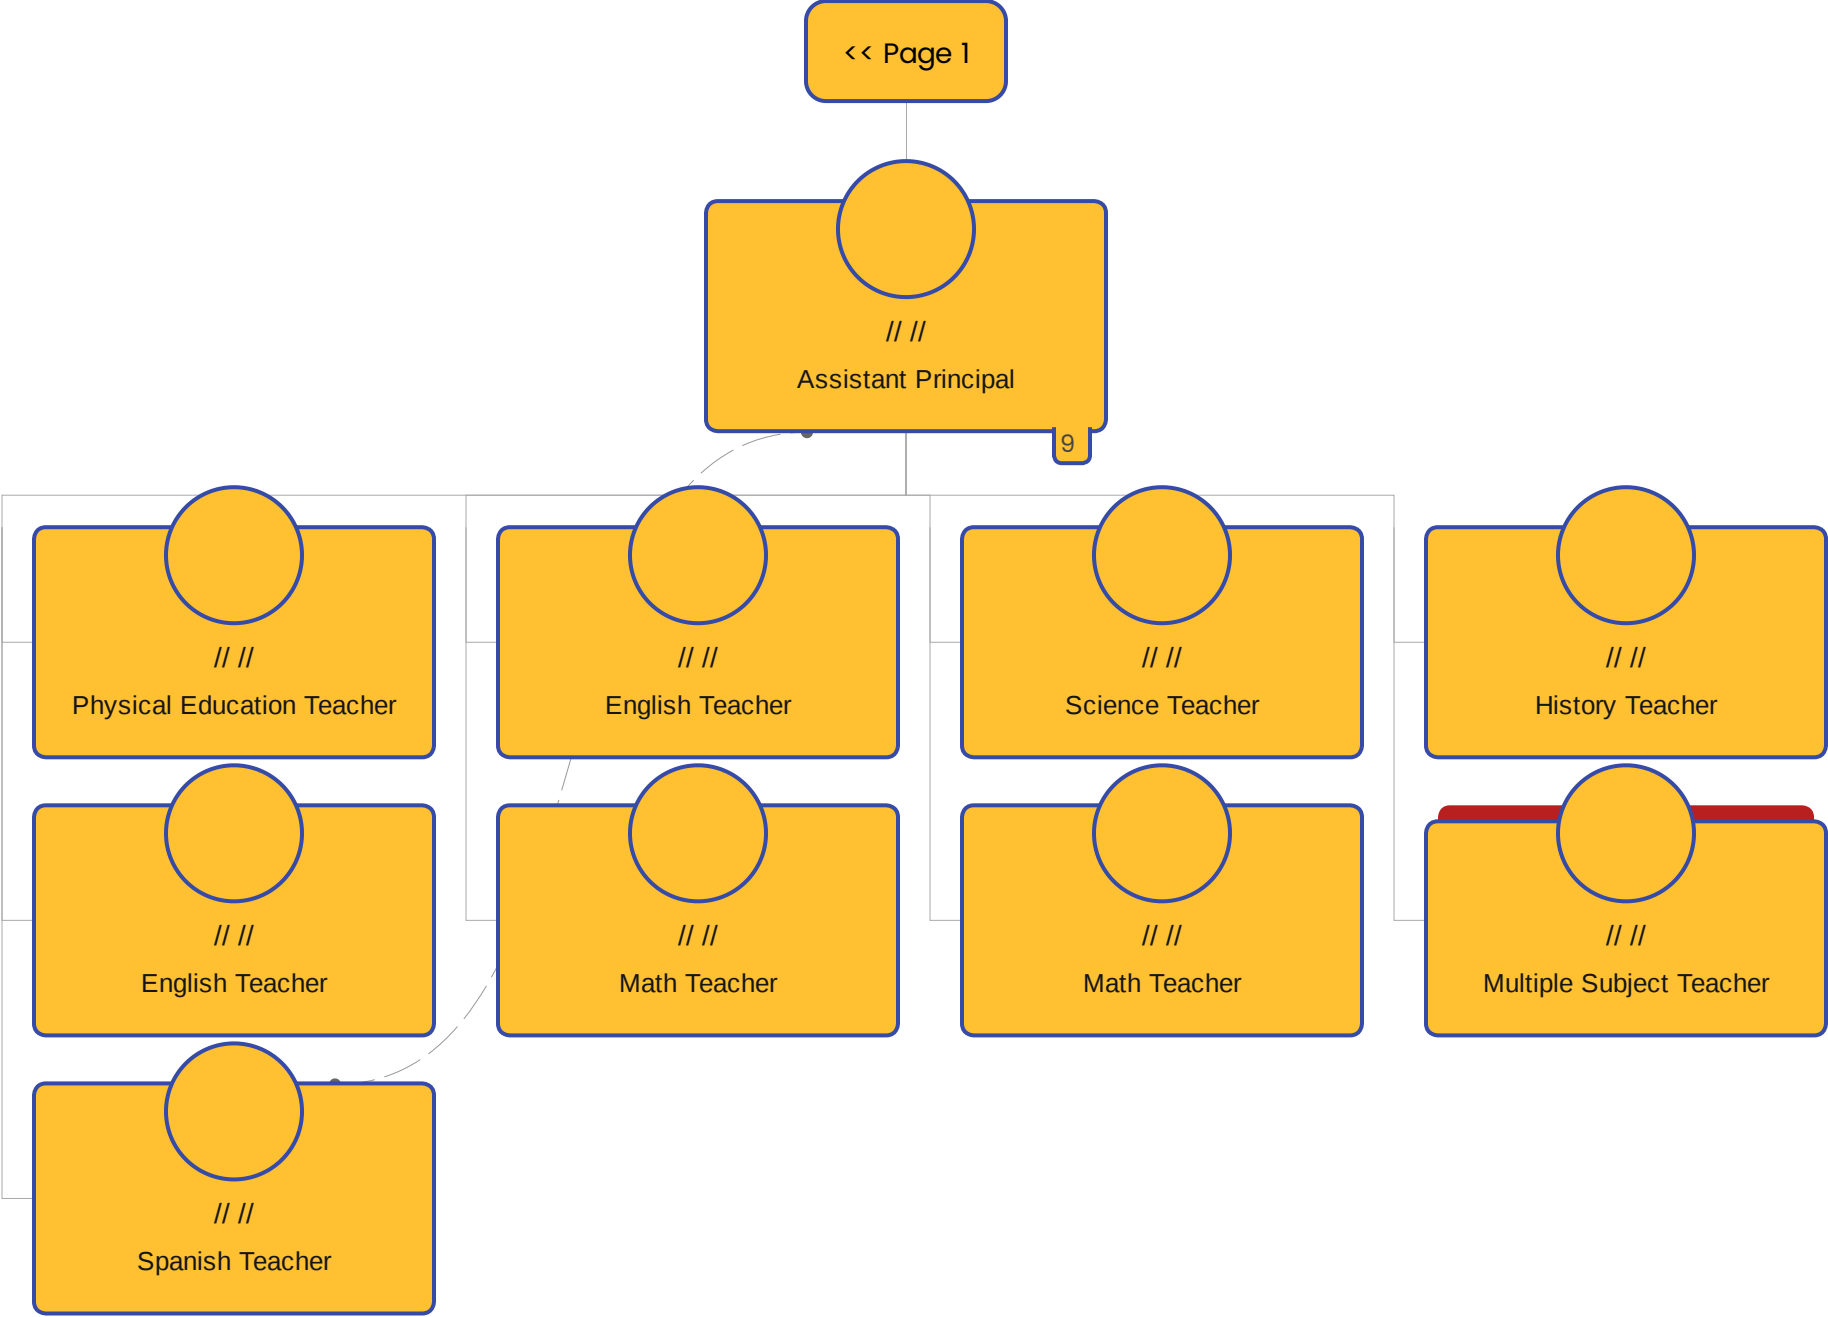 << Page 1
// //
Assistant Principal
9
// //
Physical Education Teacher
// //
English Teacher
// //
Science Teacher
// //
History Teacher
// //
English Teacher
// //
Math Teacher
// //
Math Teacher
// //
Multiple Subject Teacher
// //
Spanish Teacher